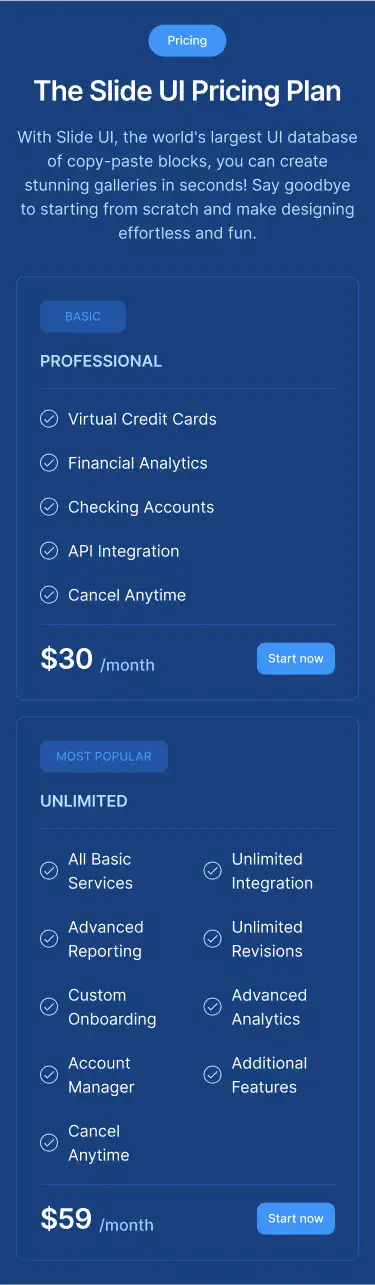 Pricing
The Slide UI Pricing Plan
With Slide UI, the world's largest UI database
of copy-paste blocks, you can create
stunning galleries in seconds! Say goodbye
to starting from scratch and make designing
effortless and fun.
BASIC
PROFESSIONAL
Virtual Credit Cards
Financial Analytics
Checking Accounts
API Integration
Cancel Anytime
$30 /month
Start now
MOST POPULAR
UNLIMITED
All Basic
Services
Unlimited
Integration
Advanced
Reporting
Unlimited
Revisions
Custom
Onboarding
Advanced
Analytics
Account
Manager
Additional
Features
Cancel
Anytime
$59 /month
Start now